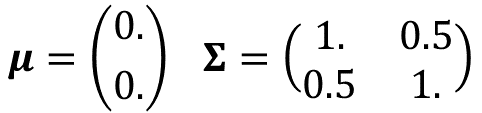 𝝁 = (0. 0.) 𝚺 = (1. 0.5 0.5 1.)